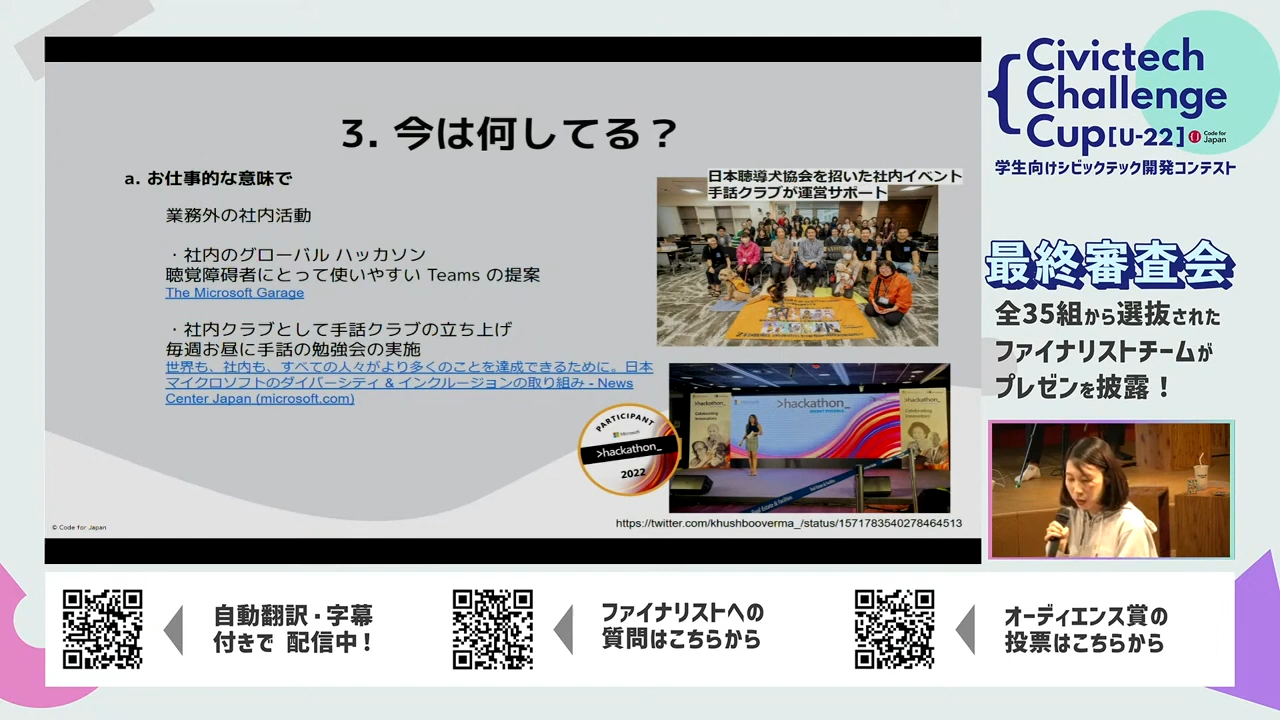 3. 今は何してる？
a. お仕事的な意味で
業務外の社内活動
・社内のグローバル ハッカソン
聴覚障碍者にとって使いやすい Teams の提案
The Microsoft Garage
・社内クラブとして手話クラブの立ち上げ
毎週お昼に手話の勉強会の実施
世界も、社内も、すべての人々がより多くのことを達成できるために。日本
マイクロソフトのダイバーシティ & インクルージョンの取り組み - News
Center Japan (microsoft.com)
日本聴導犬協会を招いた社内イベント
手話クラブが運営サポート
PARTICIPANT
Microsoft
>hackathon_
2022
>hackathon_
>hackathon_
Celebrating
>hackathon_
https://twitter.com/khushbooverma_/status/1571783540278464513
© Code for Japan
Civictech
Challenge
Cup[U-22]
Code for
Japan
学生向けシビックテック開発コンテスト
最終審査会
全35組から選抜された
ファイナリストチームが
プレゼンを披露！
自動翻訳・字幕
付きで 配信中！
ファイナリストへの
質問はこちらから
オーディエンス賞の
投票はこちらから